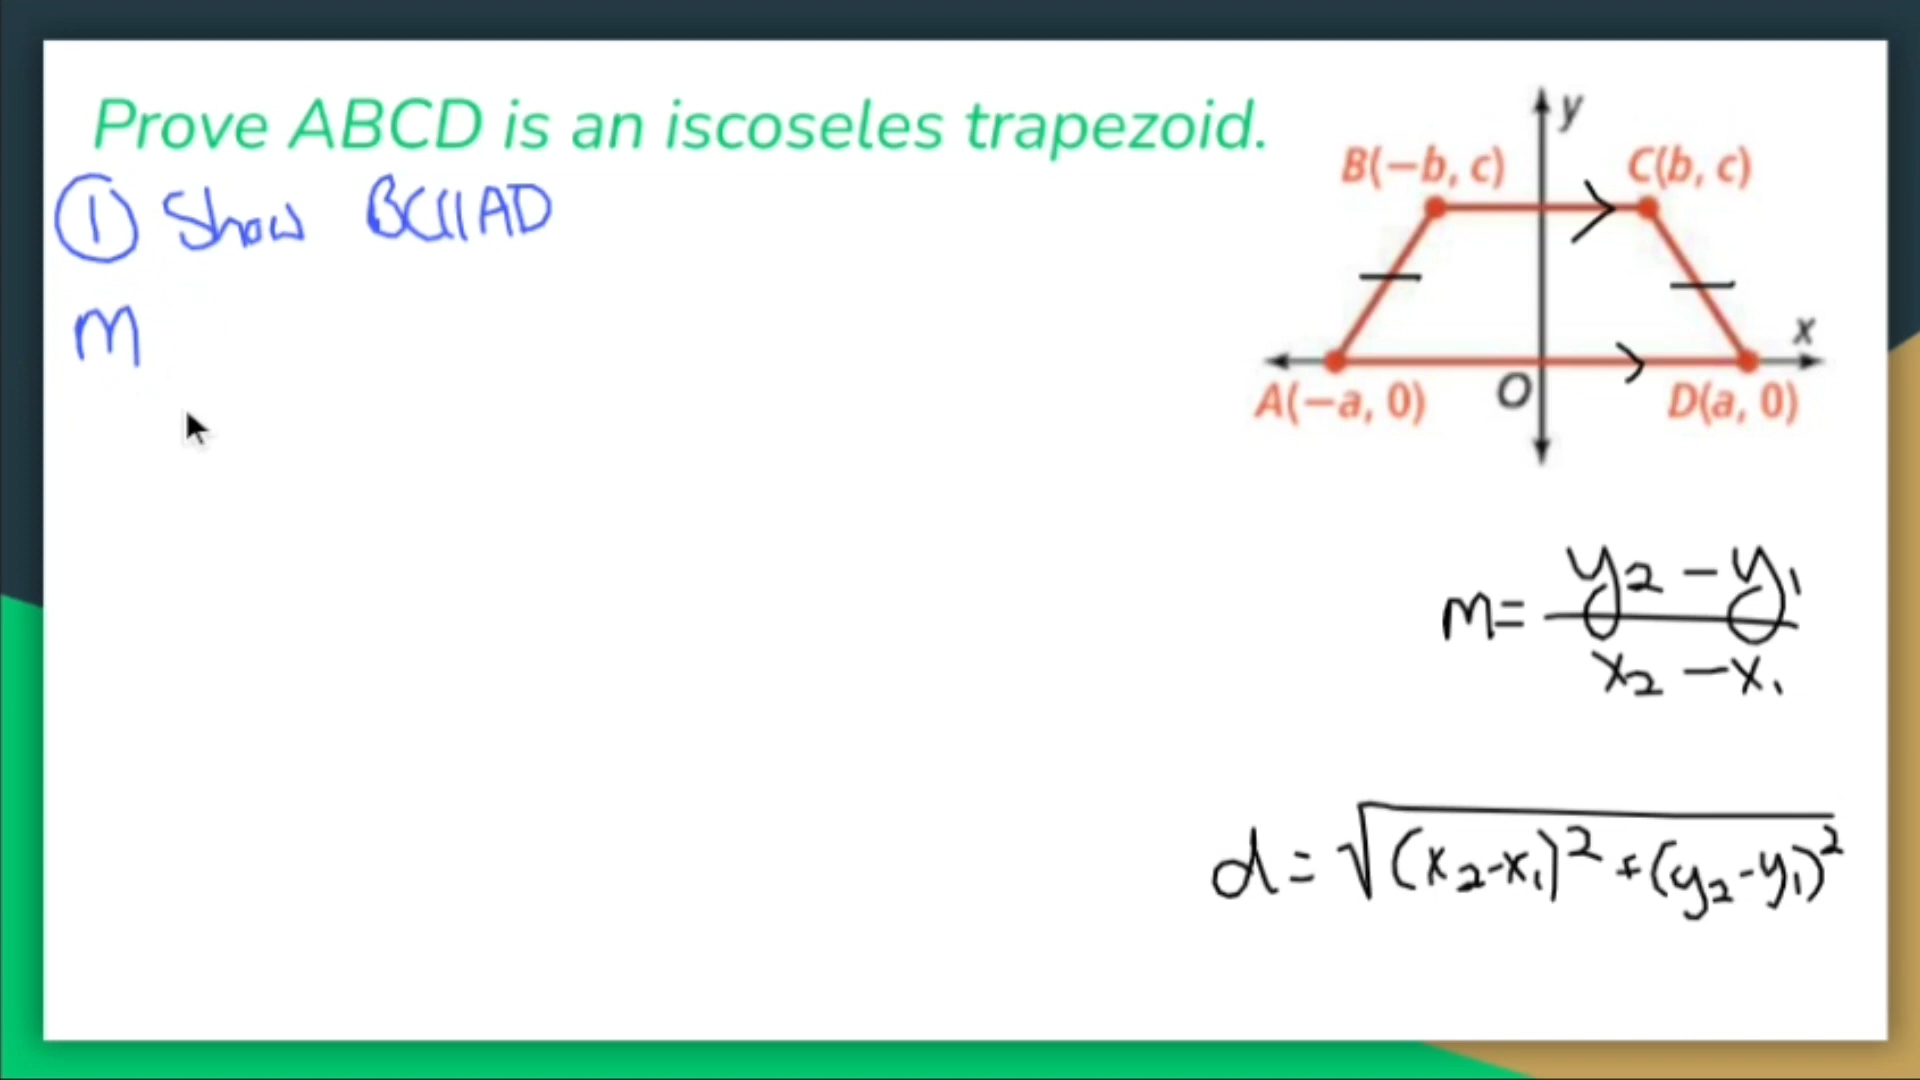 Prove ABCD is an iscoseles trapezoid.
① Show BC||AD
m
y
B(−b, c)
C(b, c)
x
A(−a, 0)
O
D(a, 0)
m = y₂ − y₁ / x₂ − x₁
d = √(x₂-x₁)² + (y₂-y₁)²